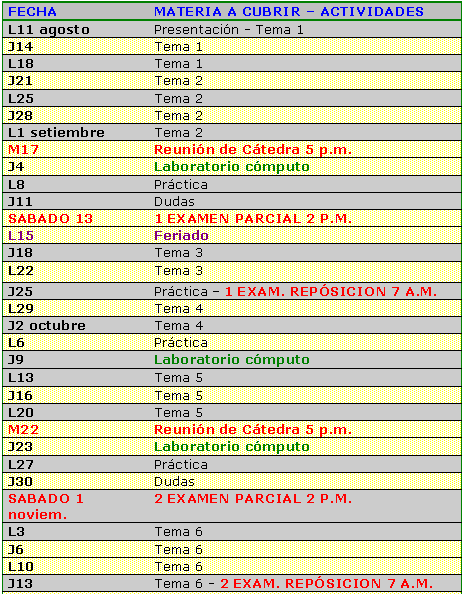 FECHA MATERIA A CUBRIR – ACTIVIDADES
L11 agosto Presentación – Tema 1
J14 Tema 1
L18 Tema 1
J21 Tema 2
L25 Tema 2
J28 Tema 2
L1 setiembre Tema 2
M17 Reunión de Cátedra 5 p.m.
J4 Laboratorio cómputo
L8 Práctica
J11 Dudas
SABADO 13 1 EXAMEN PARCIAL 2 P.M.
L15 Feriado
J18 Tema 3
L22 Tema 3
J25 Práctica – 1 EXAM. REPÓSICION 7 A.M.
L29 Tema 4
J2 octubre Tema 4
L6 Práctica
J9 Laboratorio cómputo
L13 Tema 5
J16 Tema 5
L20 Tema 5
M22 Reunión de Cátedra 5 p.m.
J23 Laboratorio cómputo
L27 Práctica
J30 Dudas
SABADO 1 2 EXAMEN PARCIAL 2 P.M.
noviem.
L3 Tema 6
J6 Tema 6
L10 Tema 6
J13 Tema 6 – 2 EXAM. REPÓSICION 7 A.M.